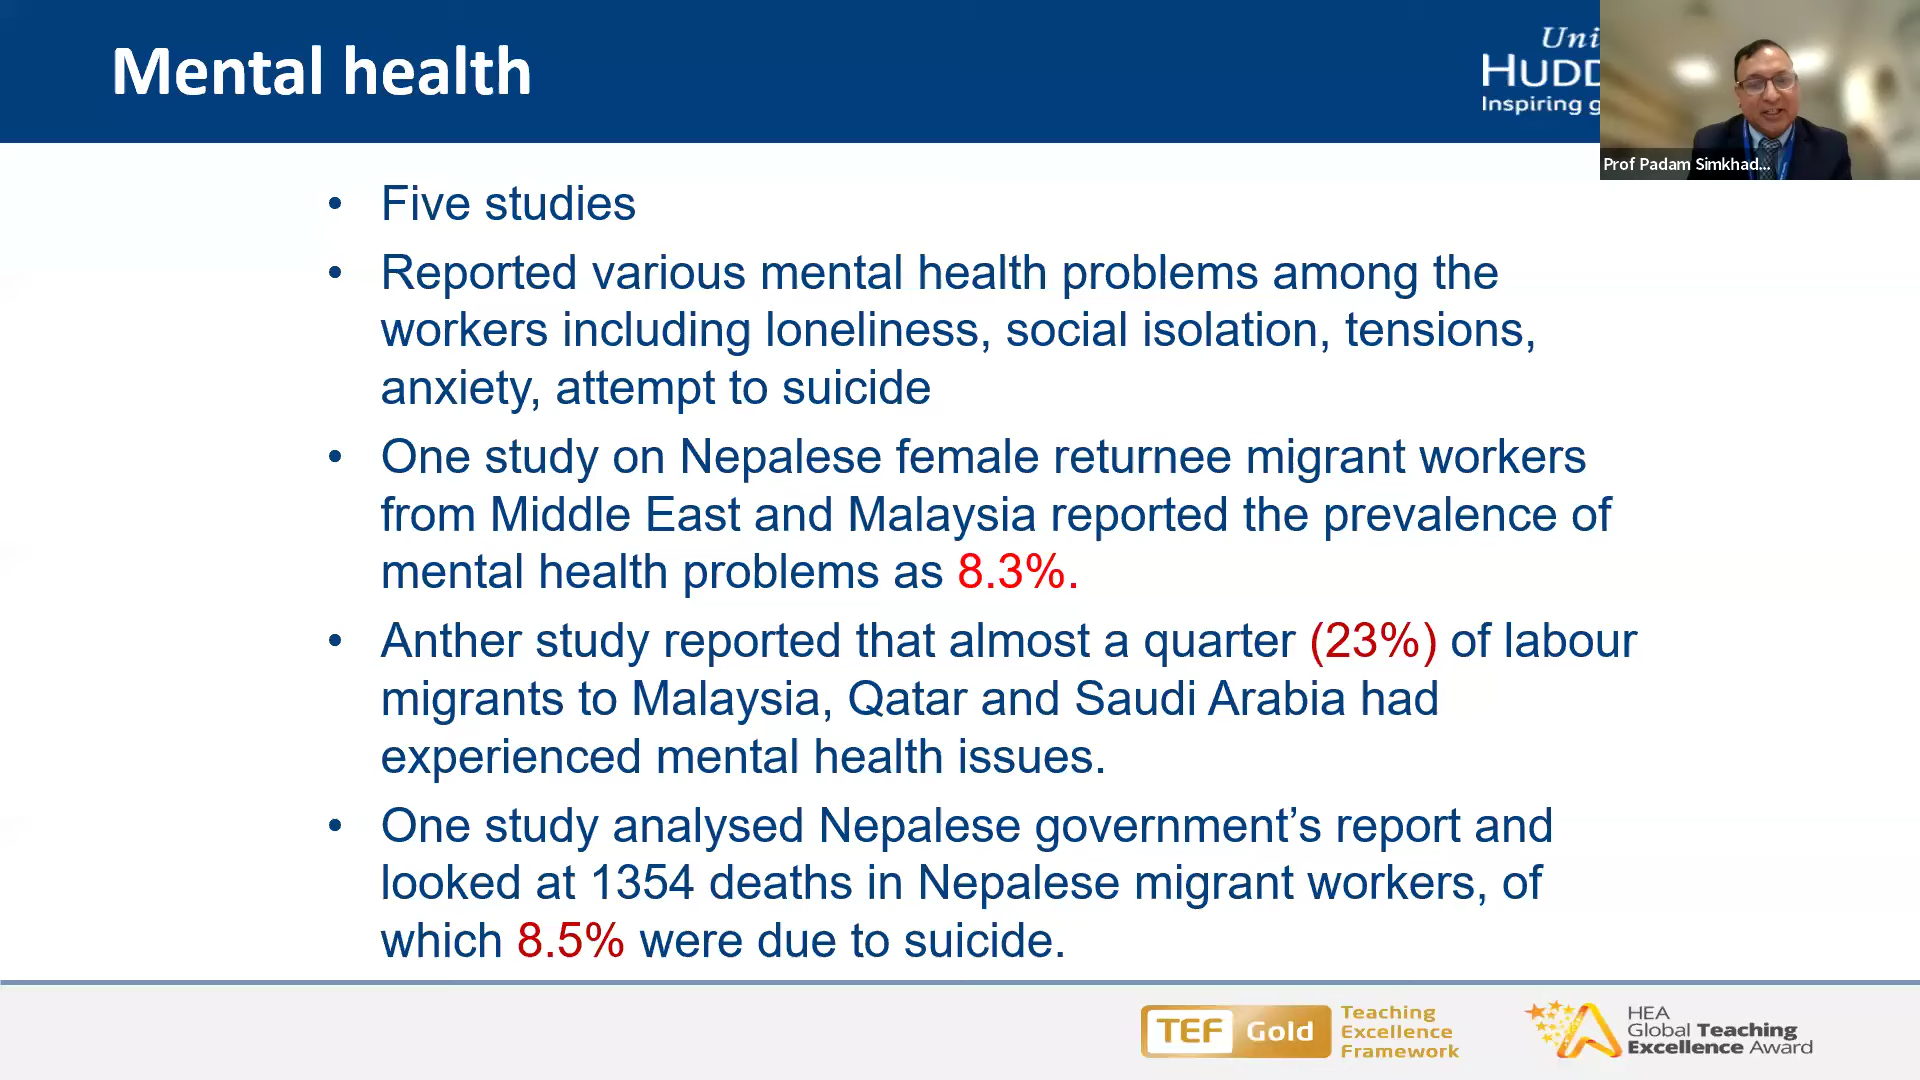 Mental health
Uni
HUDD
Inspiring g
Prof Padam Simkhad...
• Five studies
• Reported various mental health problems among the
workers including loneliness, social isolation, tensions,
anxiety, attempt to suicide
• One study on Nepalese female returnee migrant workers
from Middle East and Malaysia reported the prevalence of
mental health problems as 8.3%.
• Anther study reported that almost a quarter (23%) of labour
migrants to Malaysia, Qatar and Saudi Arabia had
experienced mental health issues.
• One study analysed Nepalese government’s report and
looked at 1354 deaths in Nepalese migrant workers, of
which 8.5% were due to suicide.
TEF Gold
Teaching
Excellence
Framework
HEA
Global Teaching
Excellence Award